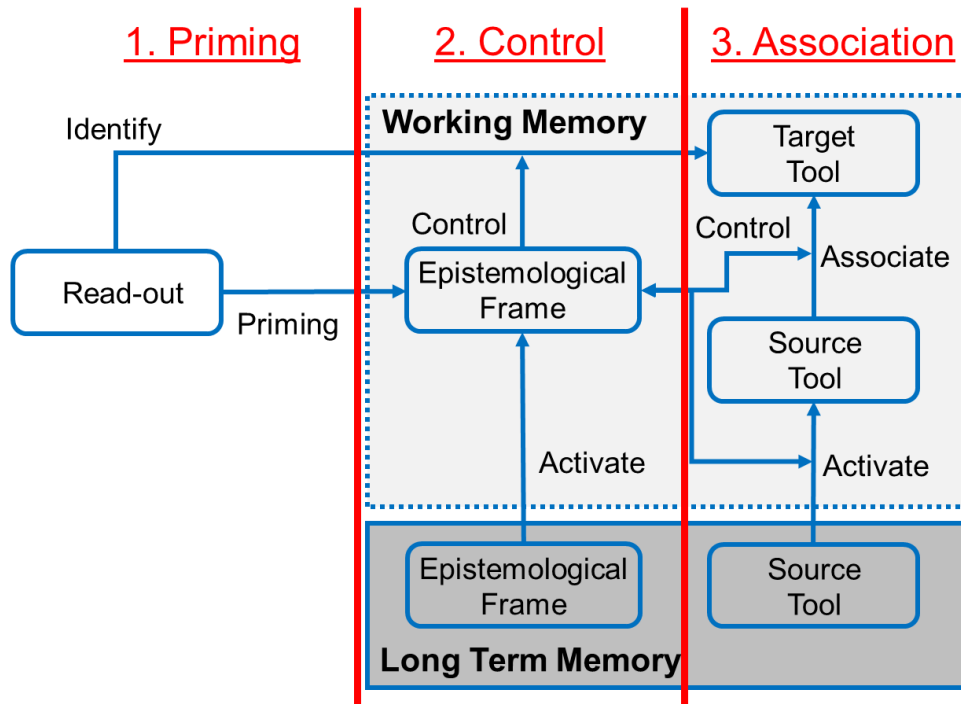 1. Priming
2. Control
3. Association
Identify
Working Memory
Target
Tool
Control
Control
Associate
Read-out
Epistemological
Frame
Priming
Source
Tool
Activate
Activate
Epistemological
Frame
Source
Tool
Long Term Memory